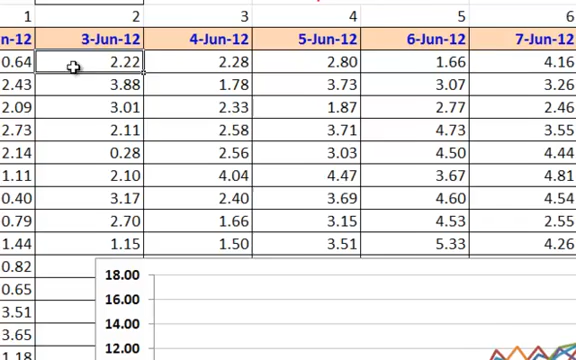 1 2 3 4 5 6
n-12 3-Jun-12 4-Jun-12 5-Jun-12 6-Jun-12 7-Jun-12
0.64 2.22 2.28 2.80 1.66 4.16
2.43 3.88 1.78 3.73 3.07 3.26
2.09 3.01 2.33 1.87 2.77 2.46
2.73 2.11 2.58 3.71 4.73 3.55
2.14 0.28 2.56 3.03 4.50 4.44
1.11 2.10 4.04 4.47 3.67 4.81
0.40 3.17 2.40 3.69 4.60 4.54
0.79 2.70 1.66 3.15 4.53 2.55
1.44 1.15 1.50 3.51 5.33 4.26
0.82
18.00
0.65
16.00
3.51
14.00
3.65
12.00
1.18